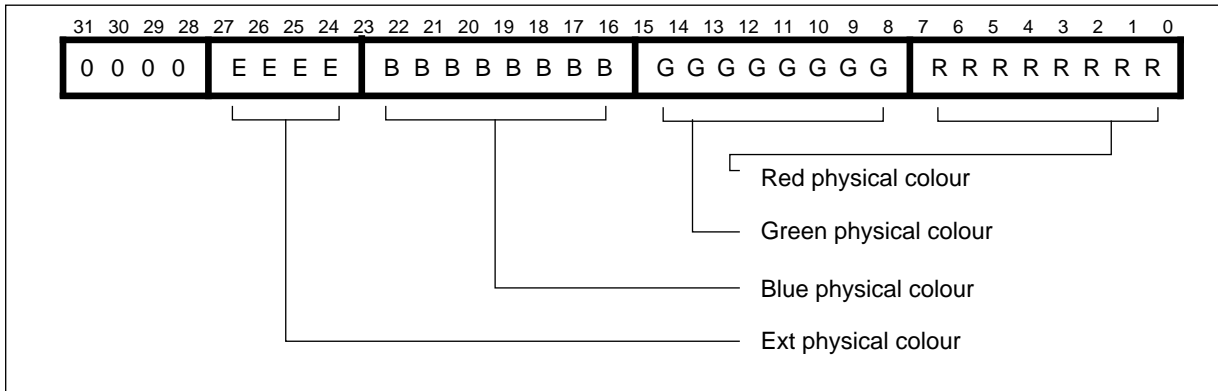 31 30 29 28 27 26 25 24 23 22 21 20 19 18 17 16 15 14 13 12 11 10 9 8 7 6 5 4 3 2 1 0
0 0 0 0 E E E E B B B B B B B B G G G G G G G G R R R R R R R R
Red physical colour
Green physical colour
Blue physical colour
Ext physical colour